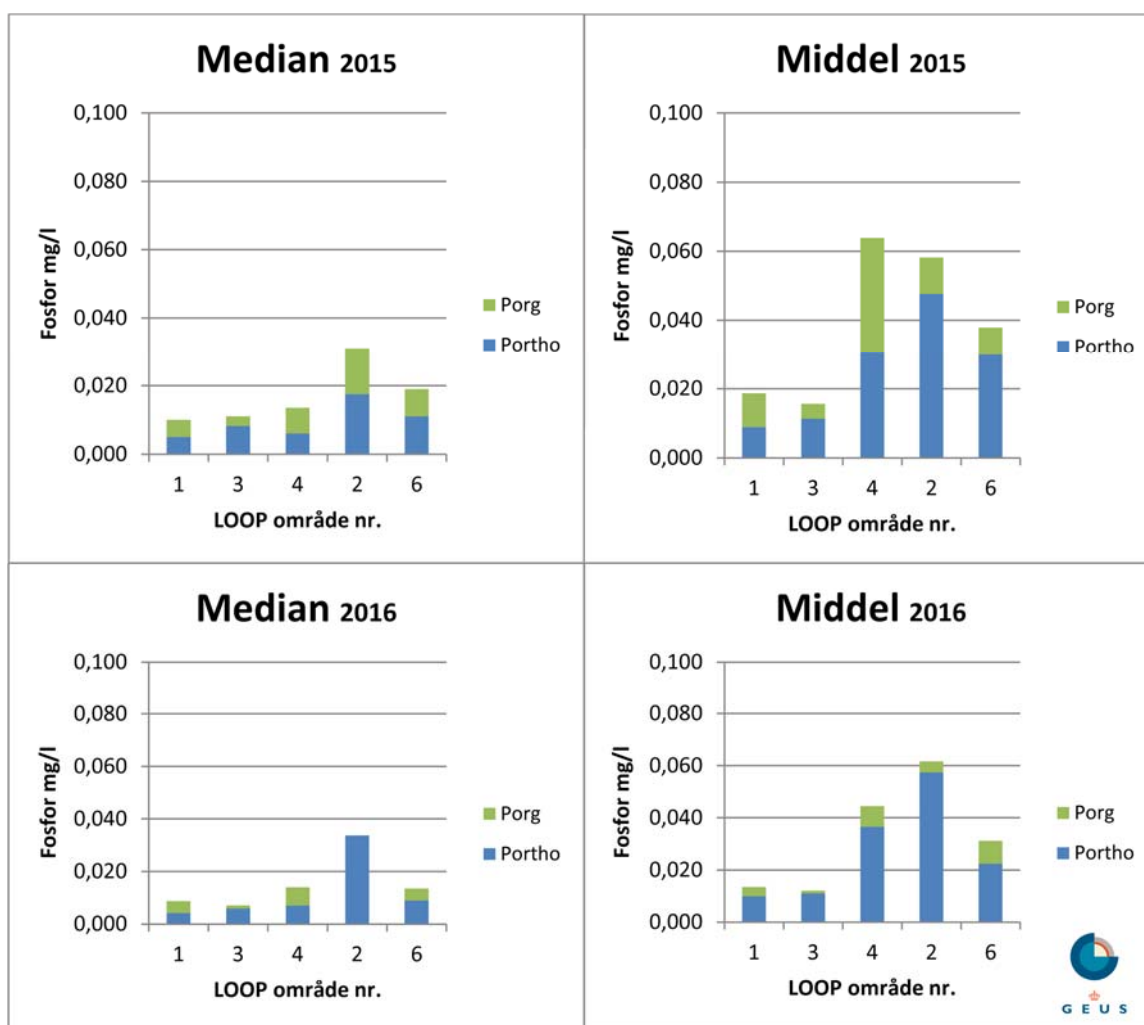 Median 2015
0,100
0,080
0,060
0,040
0,020
0,000
Fosfor mg/l
1 3 4 2 6
LOOP område nr.
Porg
Portho
Middel 2015
0,100
0,080
0,060
0,040
0,020
0,000
Fosfor mg/l
1 3 4 2 6
LOOP område nr.
Porg
Portho
Median 2016
0,100
0,080
0,060
0,040
0,020
0,000
Fosfor mg/l
1 3 4 2 6
LOOP område nr.
Porg
Portho
Middel 2016
0,100
0,080
0,060
0,040
0,020
0,000
Fosfor mg/l
1 3 4 2 6
LOOP område nr.
Porg
Portho
G E U S